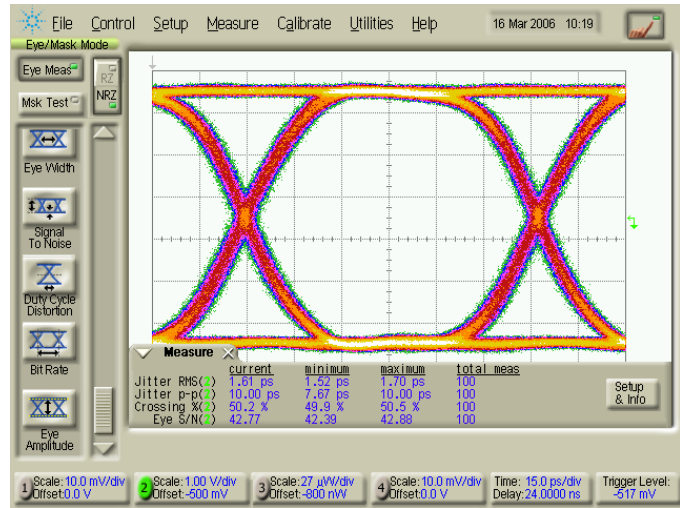 File Control Setup Measure Calibrate Utilities Help 16 Mar 2006 10:19
Eye/Mask Mode
Eye Meas
RZ
NRZ
Msk Test
Eye Width
Signal
To Noise
Duty Cycle
Distortion
Bit Rate
Eye
Amplitude
Measure
current minimum maximum total meas
Jitter RMS(2) 1.61 ps 1.52 ps 1.70 ps 100
Jitter p-p(2) 10.00 ps 7.67 ps 10.00 ps 100
Crossing %(2) 50.2 % 49.9 % 50.5 % 100
Eye S/N(2) 42.77 42.39 42.88 100
Setup
& Info
1 Scale:10.0 mV/div
Offset:0.0 V
2 Scale:1.00 V/div
Offset:-500 mV
3 Scale:27 µW/div
Offset:-800 nW
4 Scale:10.0 mV/div
Offset:0.0 V
Time: 15.0 ps/div
Delay:24.0000 ns
Trigger Level:
-517 mV